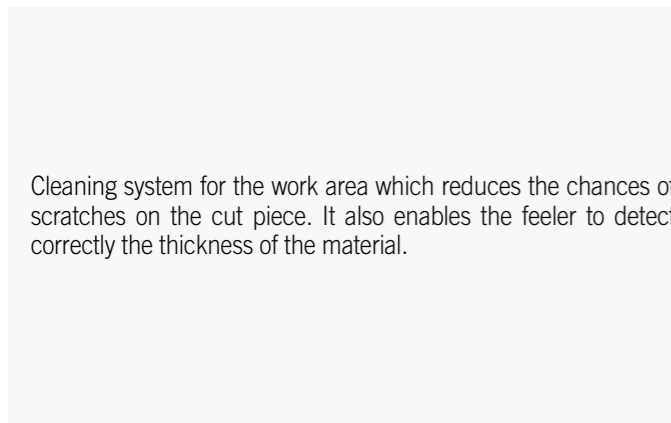 Cleaning system for the work area which reduces the chances of
scratches on the cut piece. It also enables the feeler to detect
correctly the thickness of the material.